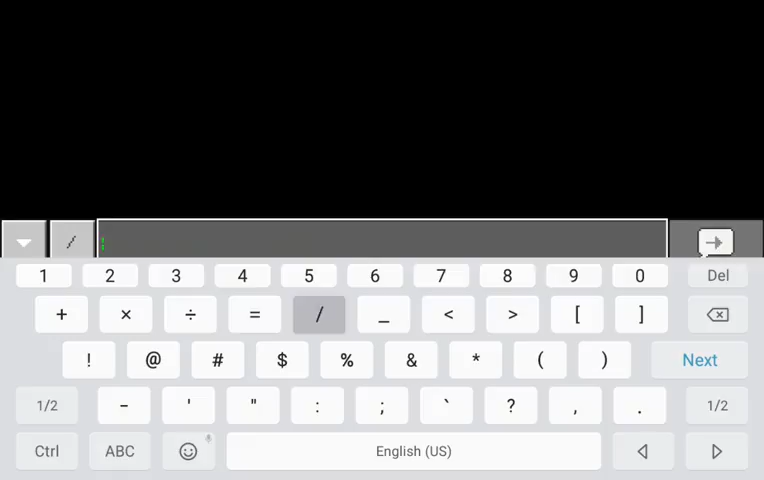 /
1 2 3 4 5 6 7 8 9 0 Del
+ × ÷ = / _ < > [ ]
! @ # $ % & * ( ) Next
1/2 - ' " : ; ` ? , . 1/2
Ctrl ABC English (US)